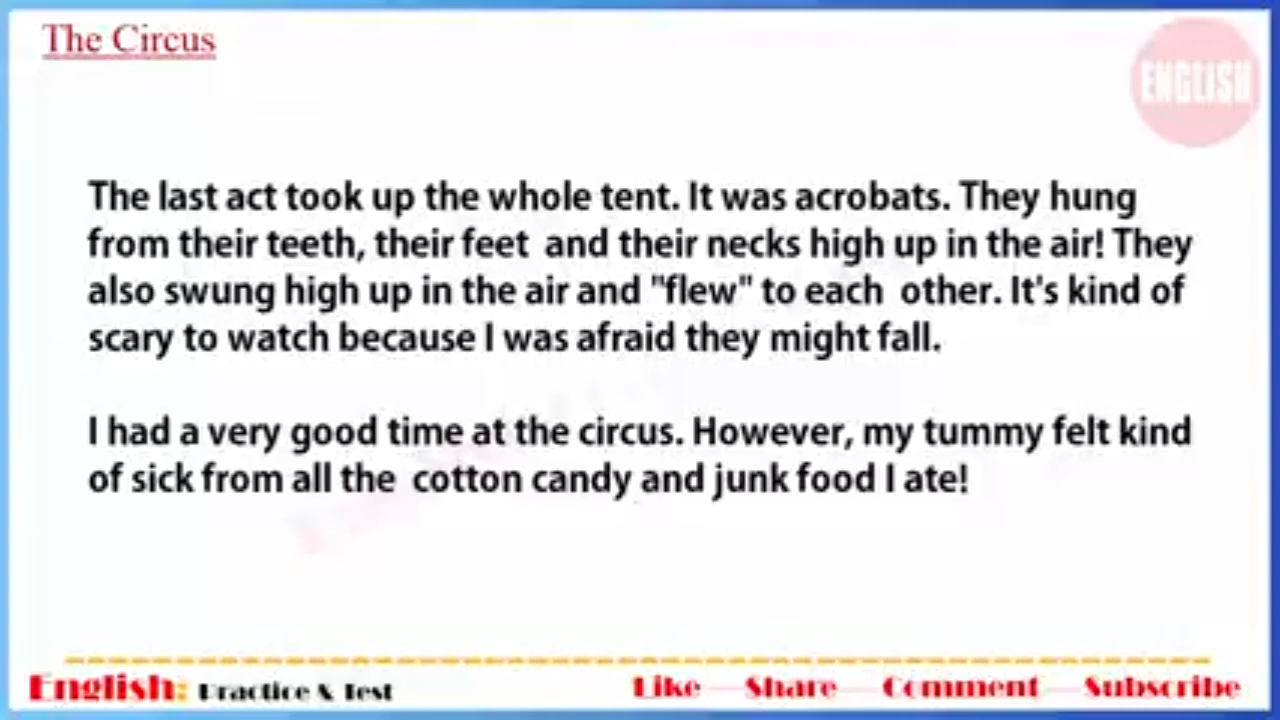 The Circus
ENGLISH
The last act took up the whole tent. It was acrobats. They hung
from their teeth, their feet and their necks high up in the air! They
also swung high up in the air and "flew" to each other. It's kind of
scary to watch because I was afraid they might fall.
I had a very good time at the circus. However, my tummy felt kind
of sick from all the cotton candy and junk food I ate!
English: Practice & Test
Like — Share — Comment — Subscribe